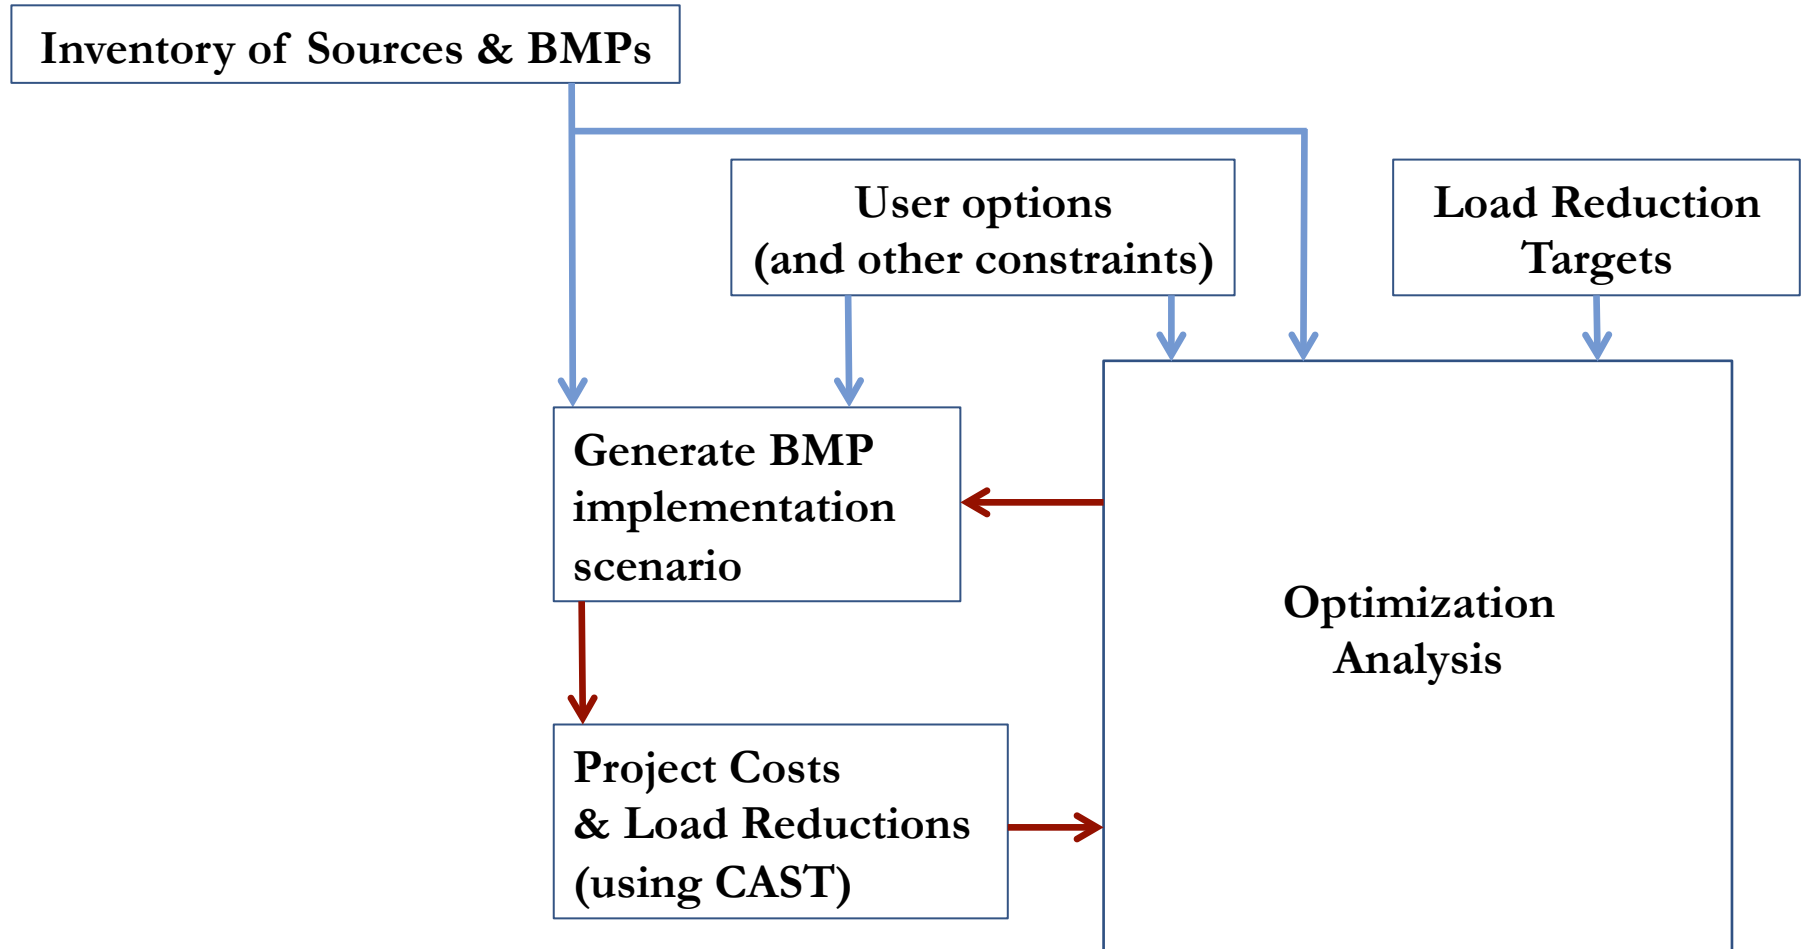 Inventory of Sources & BMPs
User options
(and other constraints)
Load Reduction
Targets
Generate BMP
implementation
scenario
Optimization
Analysis
Project Costs
& Load Reductions
(using CAST)